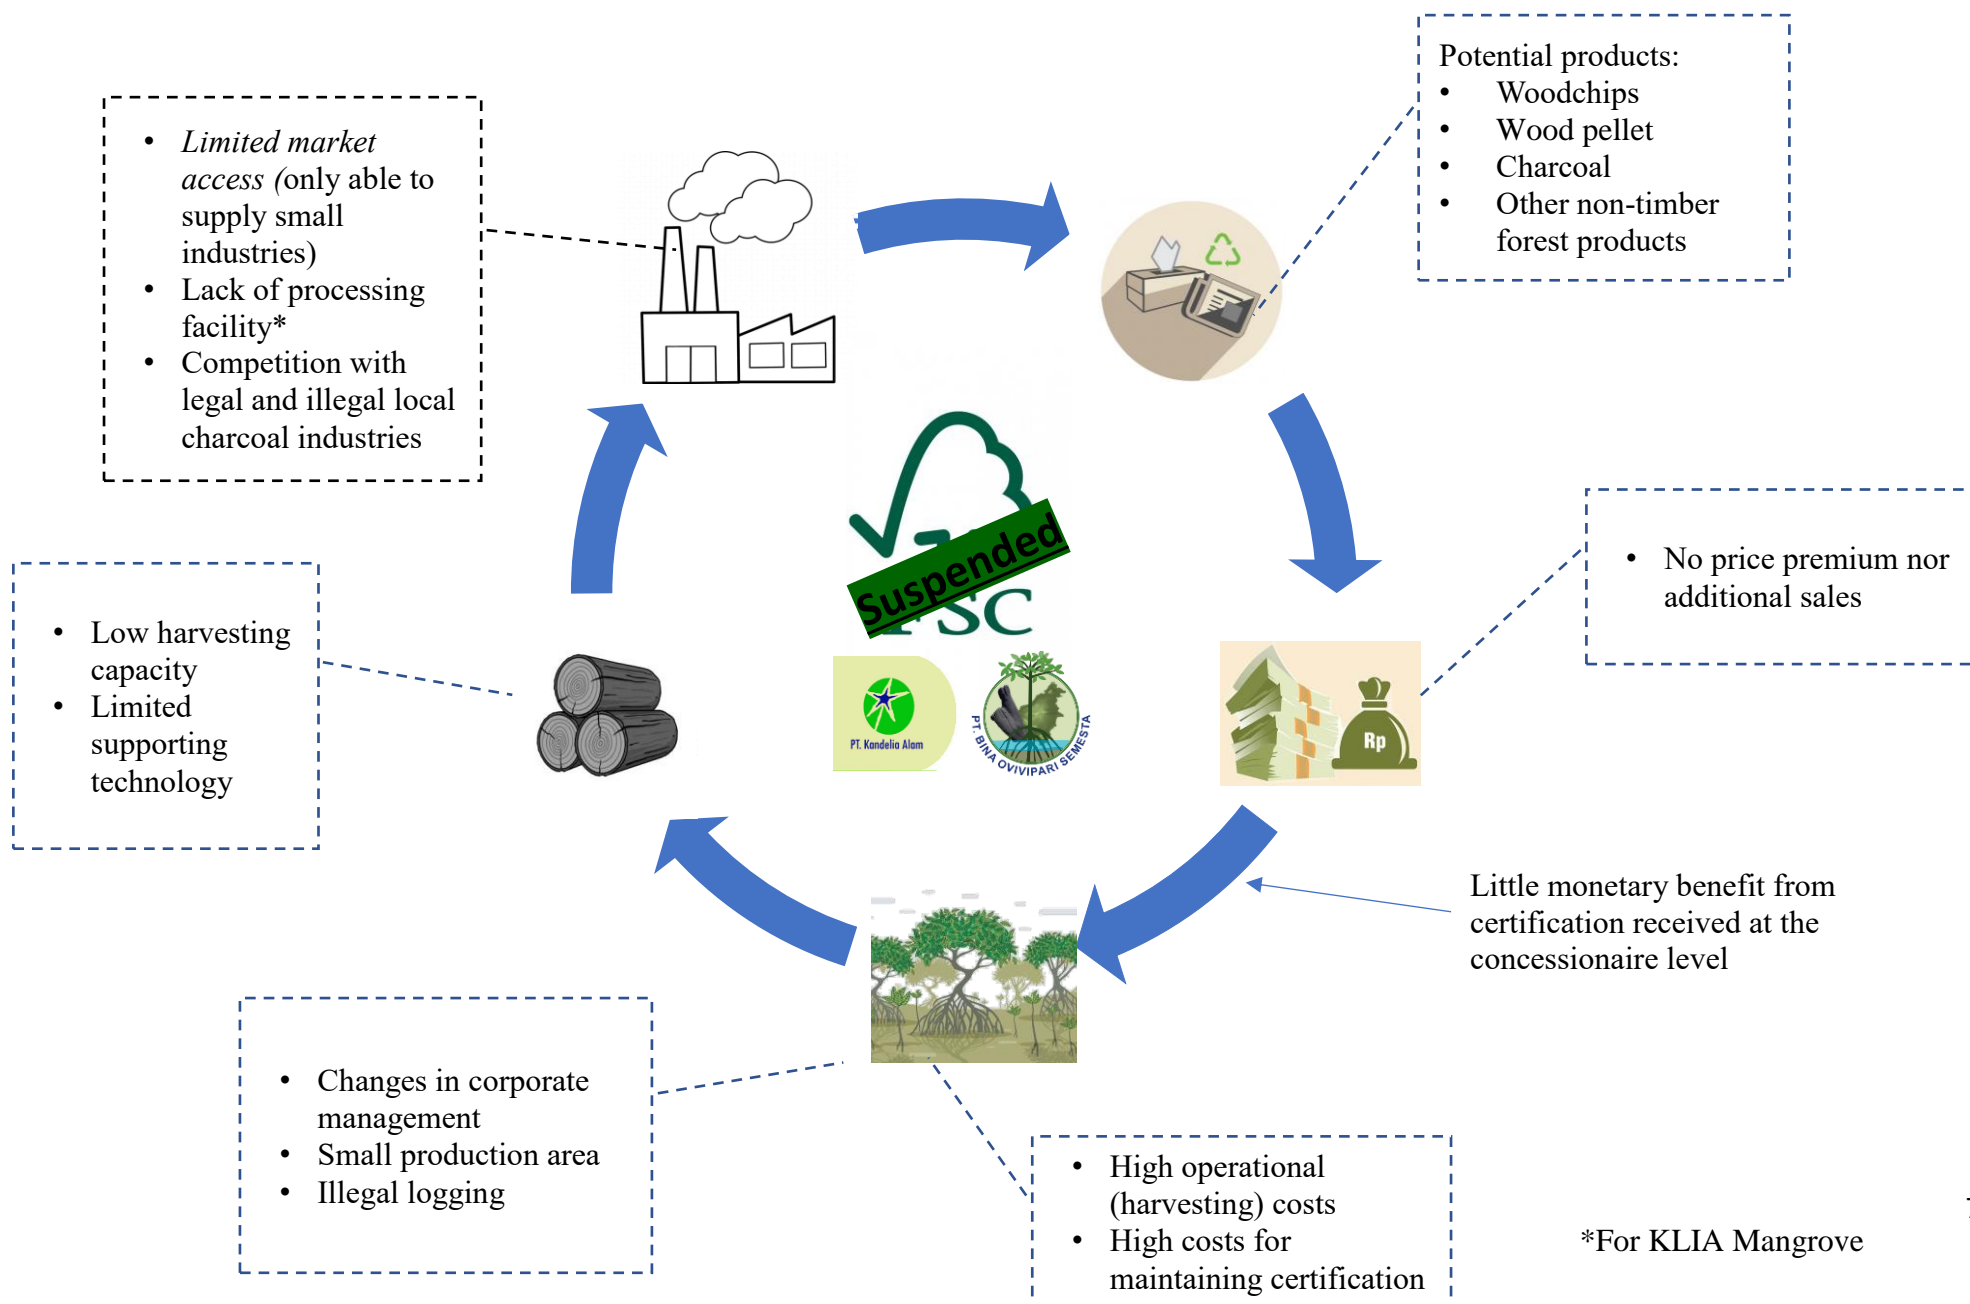 Potential products:
• Woodchips
• Wood pellet
• Charcoal
• Other non-timber
forest products
• Limited market
access (only able to
supply small
industries)
• Lack of processing
facility*
• Competition with
legal and illegal local
charcoal industries
Suspended
FSC
• No price premium nor
additional sales
• Low harvesting
capacity
• Limited
supporting
technology
PT. Kandelia Alam
PT. BINA OVIVIPARI SEMESTA
Rp
Little monetary benefit from
certification received at the
concessionaire level
• Changes in corporate
management
• Small production area
• Illegal logging
• High operational
(harvesting) costs
• High costs for
maintaining certification
*For KLIA Mangrove